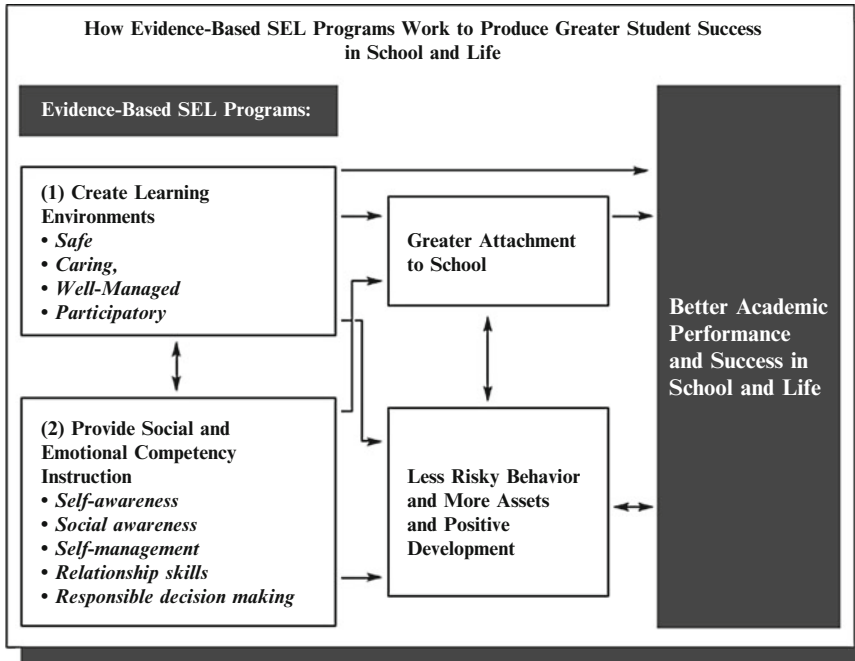 How Evidence-Based SEL Programs Work to Produce Greater Student Success
in School and Life
Evidence-Based SEL Programs:
(1) Create Learning
Environments
• Safe
• Caring,
• Well-Managed
• Participatory
Greater Attachment
to School
Better Academic
Performance
and Success in
School and Life
(2) Provide Social and
Emotional Competency
Instruction
• Self-awareness
• Social awareness
• Self-management
• Relationship skills
• Responsible decision making
Less Risky Behavior
and More Assets
and Positive
Development